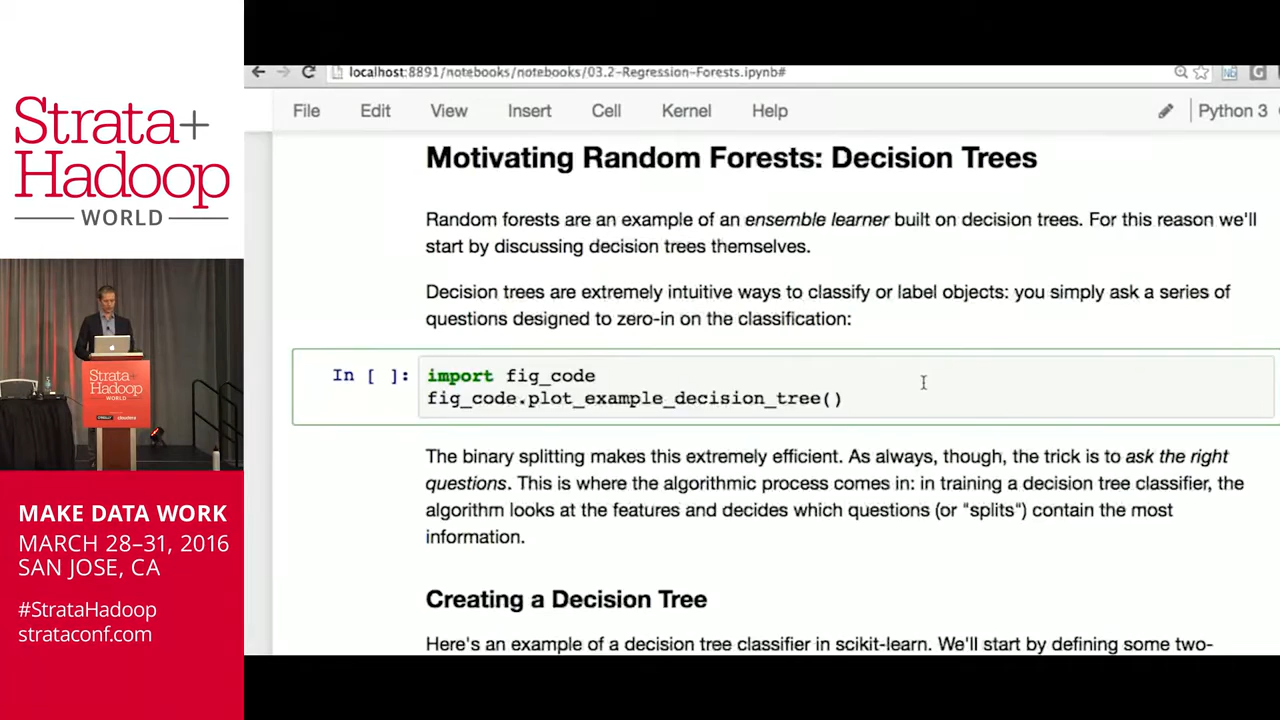 Strata+
Hadoop
WORLD
Strata+
Hadoop
WORLD
MAKE DATA WORK
MARCH 28–31, 2016
SAN JOSE, CA
#StrataHadoop
strataconf.com
localhost:8891/notebooks/notebooks/03.2-Regression-Forests.ipynb#
File Edit View Insert Cell Kernel Help Python 3
Motivating Random Forests: Decision Trees
Random forests are an example of an ensemble learner built on decision trees. For this reason we'll
start by discussing decision trees themselves.
Decision trees are extremely intuitive ways to classify or label objects: you simply ask a series of
questions designed to zero-in on the classification:
In [ ]: import fig_code
fig_code.plot_example_decision_tree()
The binary splitting makes this extremely efficient. As always, though, the trick is to ask the right
questions. This is where the algorithmic process comes in: in training a decision tree classifier, the
algorithm looks at the features and decides which questions (or "splits") contain the most
information.
Creating a Decision Tree
Here's an example of a decision tree classifier in scikit-learn. We'll start by defining some two-